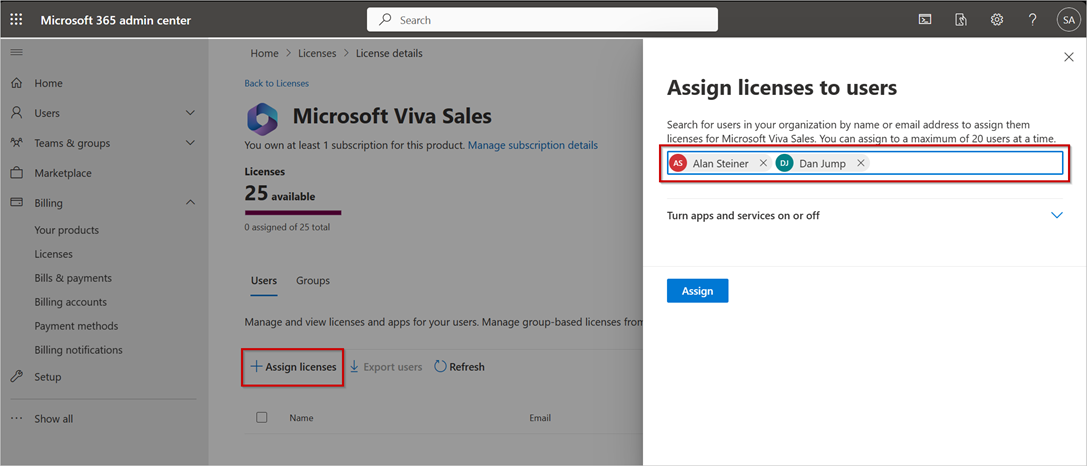 Microsoft 365 admin center
Search
?
SA
Home
Users
Teams & groups
Marketplace
Billing
Your products
Licenses
Bills & payments
Billing accounts
Payment methods
Billing notifications
Setup
Show all
Home > Licenses > License details
Back to Licenses
Microsoft Viva Sales
You own at least 1 subscription for this product. Manage subscription details
Licenses
25 available
0 assigned of 25 total
Users Groups
Manage and view licenses and apps for your users. Manage group-based licenses from
Assign licenses Export users Refresh
Name Email
Assign licenses to users
Search for users in your organization by name or email address to assign them
licenses for Microsoft Viva Sales. You can assign to a maximum of 20 users at a time.
AS Alan Steiner DJ Dan Jump
Turn apps and services on or off
Assign